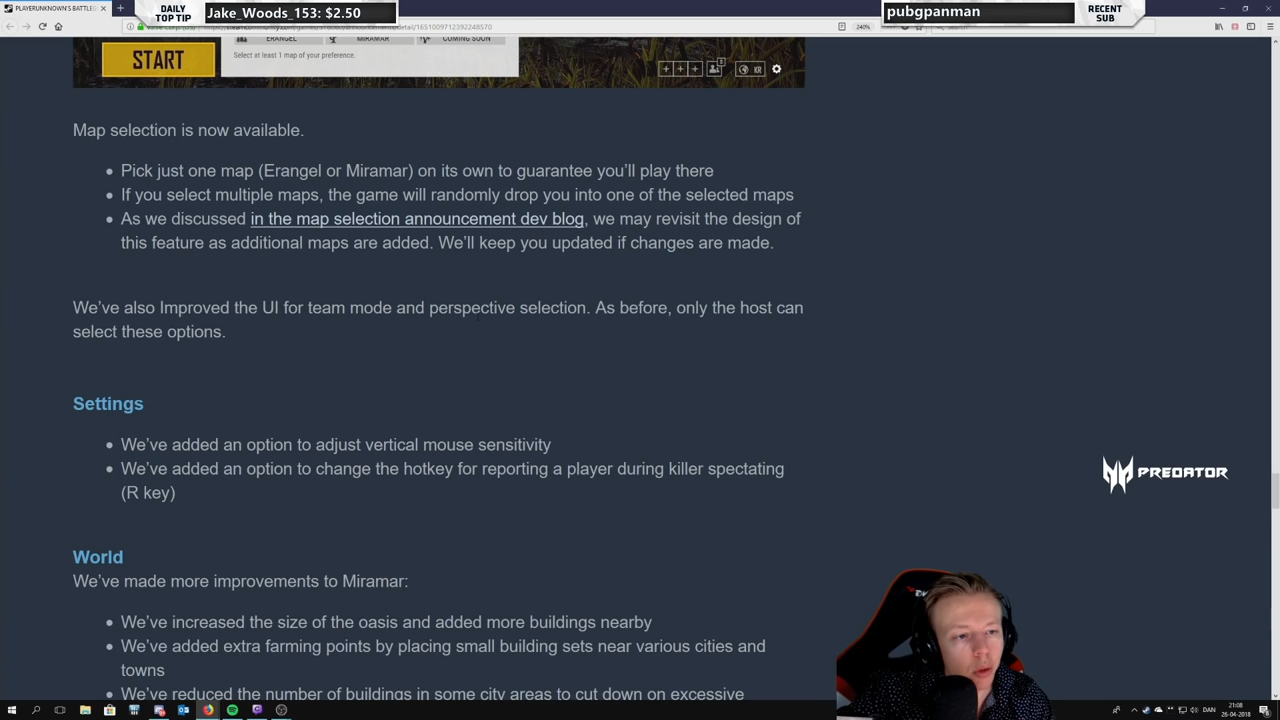 PLAYERUNKNOWN'S BATTLEG
DAILY
TOP TIP
Jake_Woods_153: $2.50
pubgpanman
RECENT
SUB
240%
START
ERANGEL
MIRAMAR
COMING SOON
Select at least 1 map of your preference.
KR
Map selection is now available.
Pick just one map (Erangel or Miramar) on its own to guarantee you’ll play there
If you select multiple maps, the game will randomly drop you into one of the selected maps
As we discussed in the map selection announcement dev blog, we may revisit the design of
this feature as additional maps are added. We’ll keep you updated if changes are made.
We’ve also Improved the UI for team mode and perspective selection. As before, only the host can
select these options.
Settings
We’ve added an option to adjust vertical mouse sensitivity
We’ve added an option to change the hotkey for reporting a player during killer spectating
(R key)
PREDATOR
World
We’ve made more improvements to Miramar:
We’ve increased the size of the oasis and added more buildings nearby
We’ve added extra farming points by placing small building sets near various cities and
towns
We’ve reduced the number of buildings in some city areas to cut down on excessive
DAN
21:08
26-04-2018